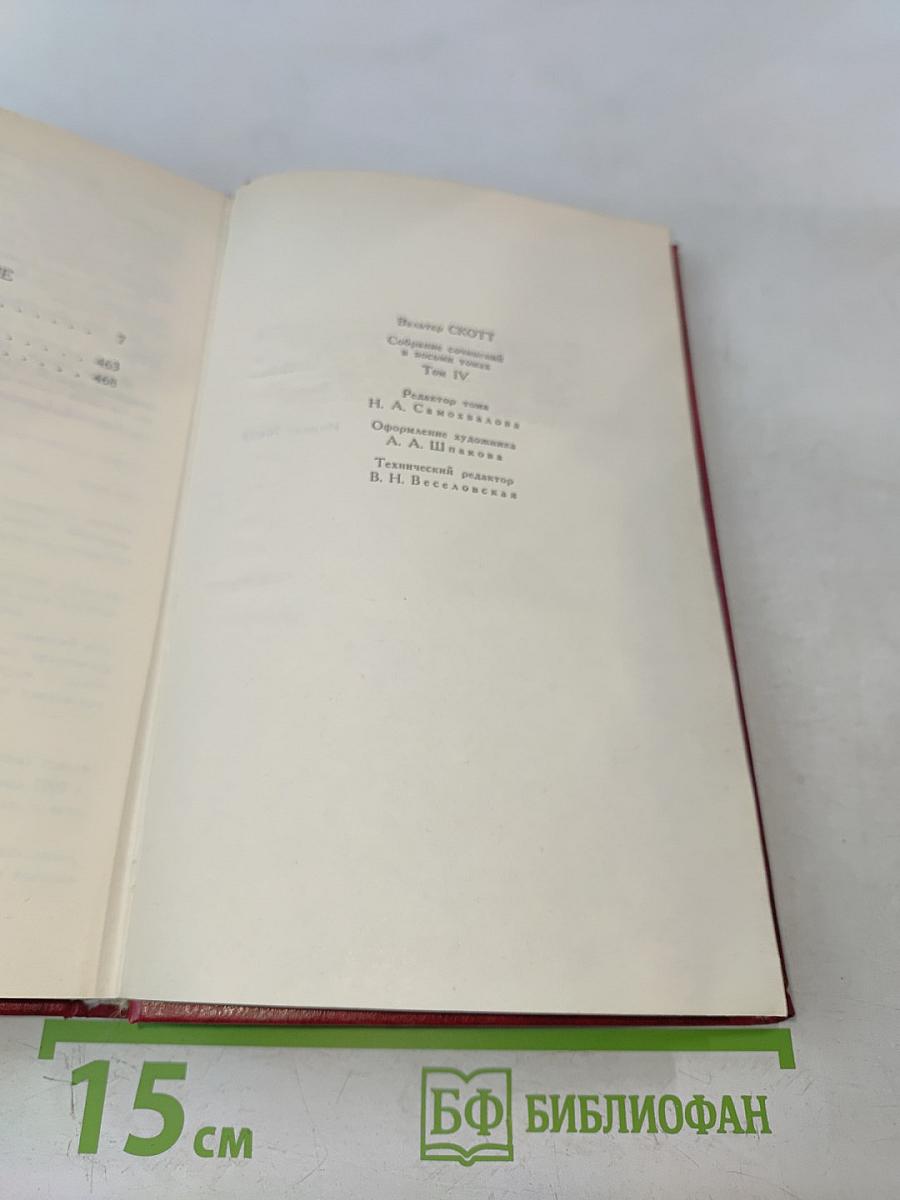 Е
7
463
468
Вальтер СКОТТ
Собрание сочинений
в восьми томах
Том IV
Редактор тома
Н. А. Самохвалова
Оформление художника
А. А. Шпакова
Технический редактор
В. Н. Веселовская
15 см
БФ БИБЛИОФАН